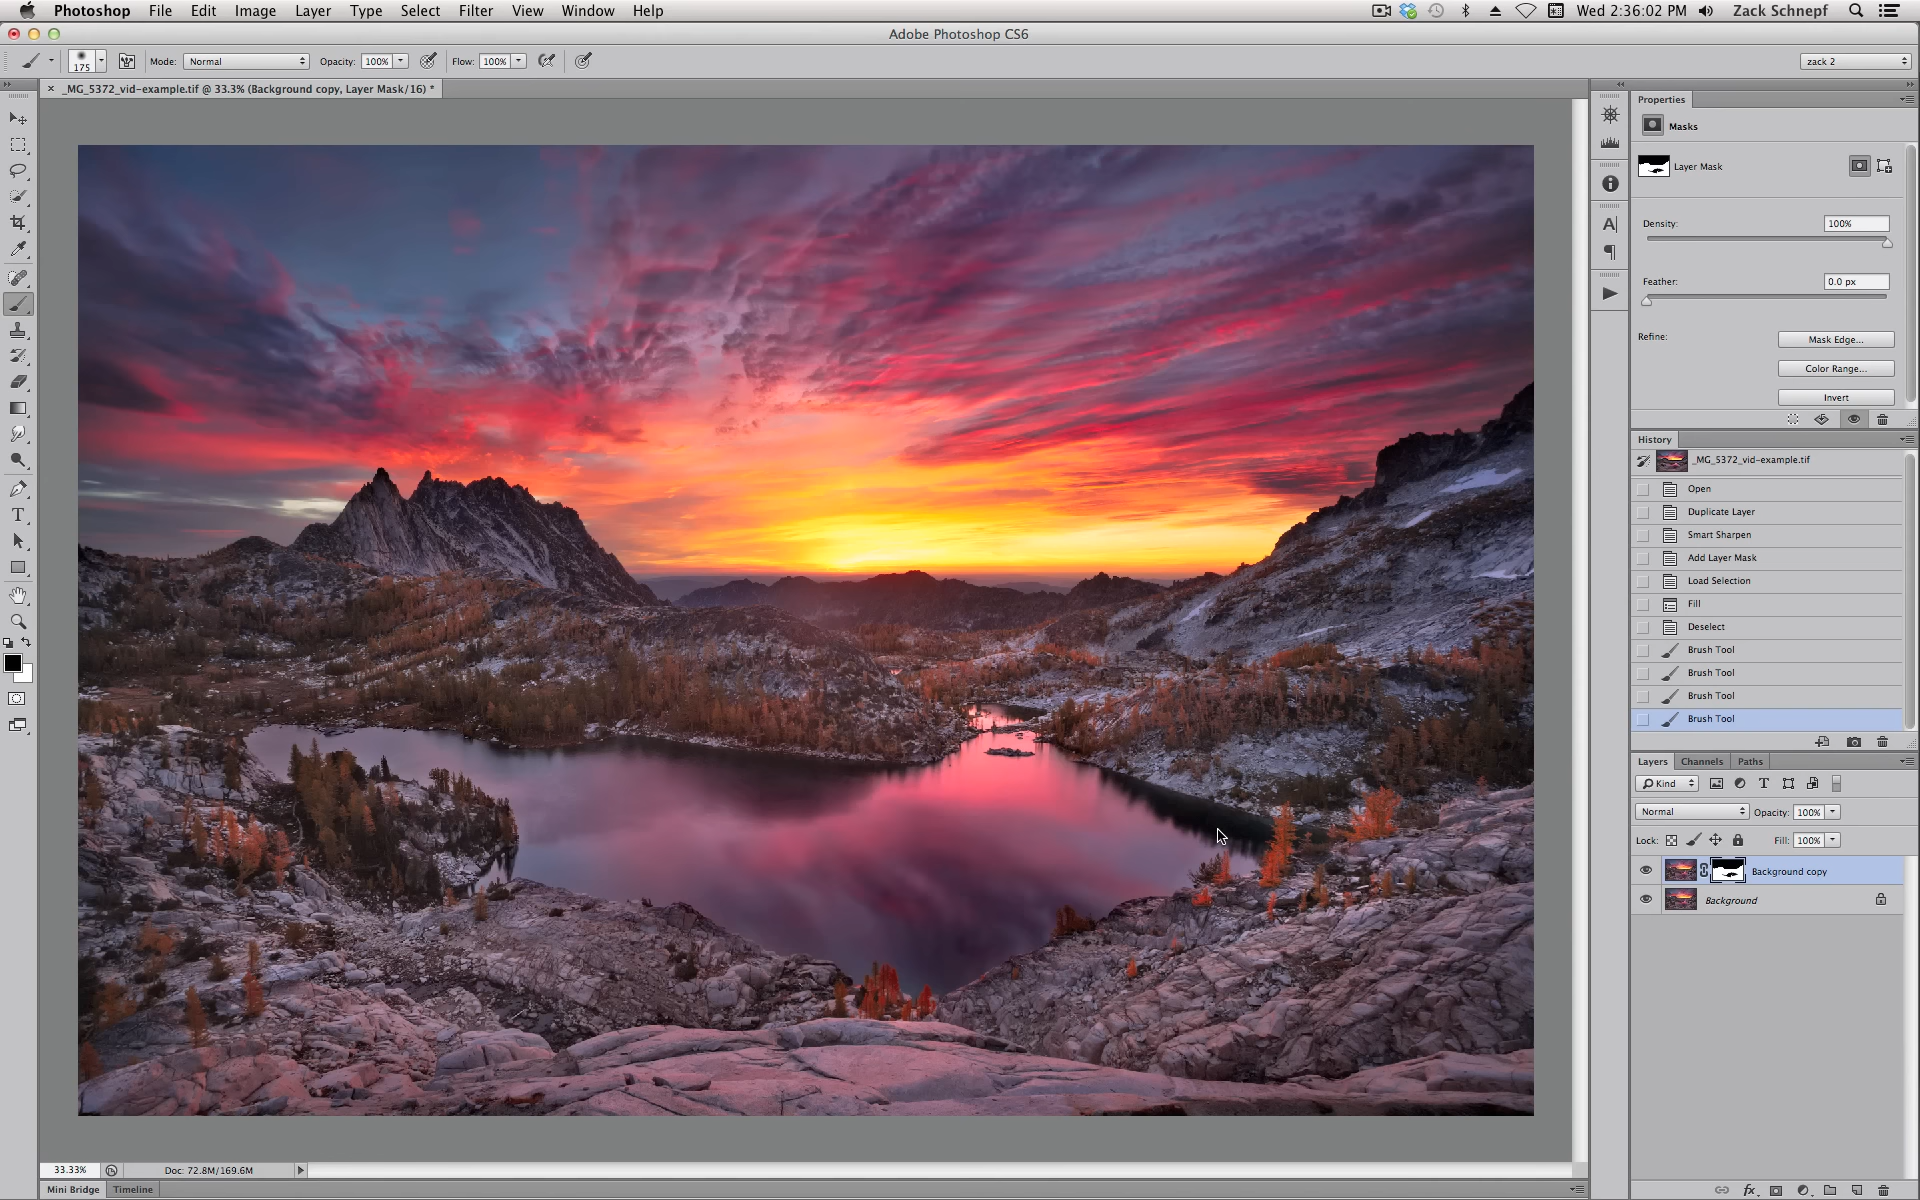 Photoshop File Edit Image Layer Type Select Filter View Window Help Wed 2:36:02 PM Zack Schnepf
Adobe Photoshop CS6
175 Mode: Normal Opacity: 100% Flow: 100% zack 2
_MG_5372_vid-example.tif @ 33.3% (Background copy, Layer Mask/16) *
Properties
Masks
Layer Mask
Density: 100%
Feather: 0.0 px
Refine: Mask Edge...
Color Range...
Invert
History
_MG_5372_vid-example.tif
Open
Duplicate Layer
Smart Sharpen
Add Layer Mask
Load Selection
Fill
Deselect
Brush Tool
Brush Tool
Brush Tool
Brush Tool
Layers Channels Paths
Kind
Normal Opacity: 100%
Lock: Fill: 100%
Background copy
Background
33.33% Doc: 72.8M/169.6M
Mini Bridge Timeline